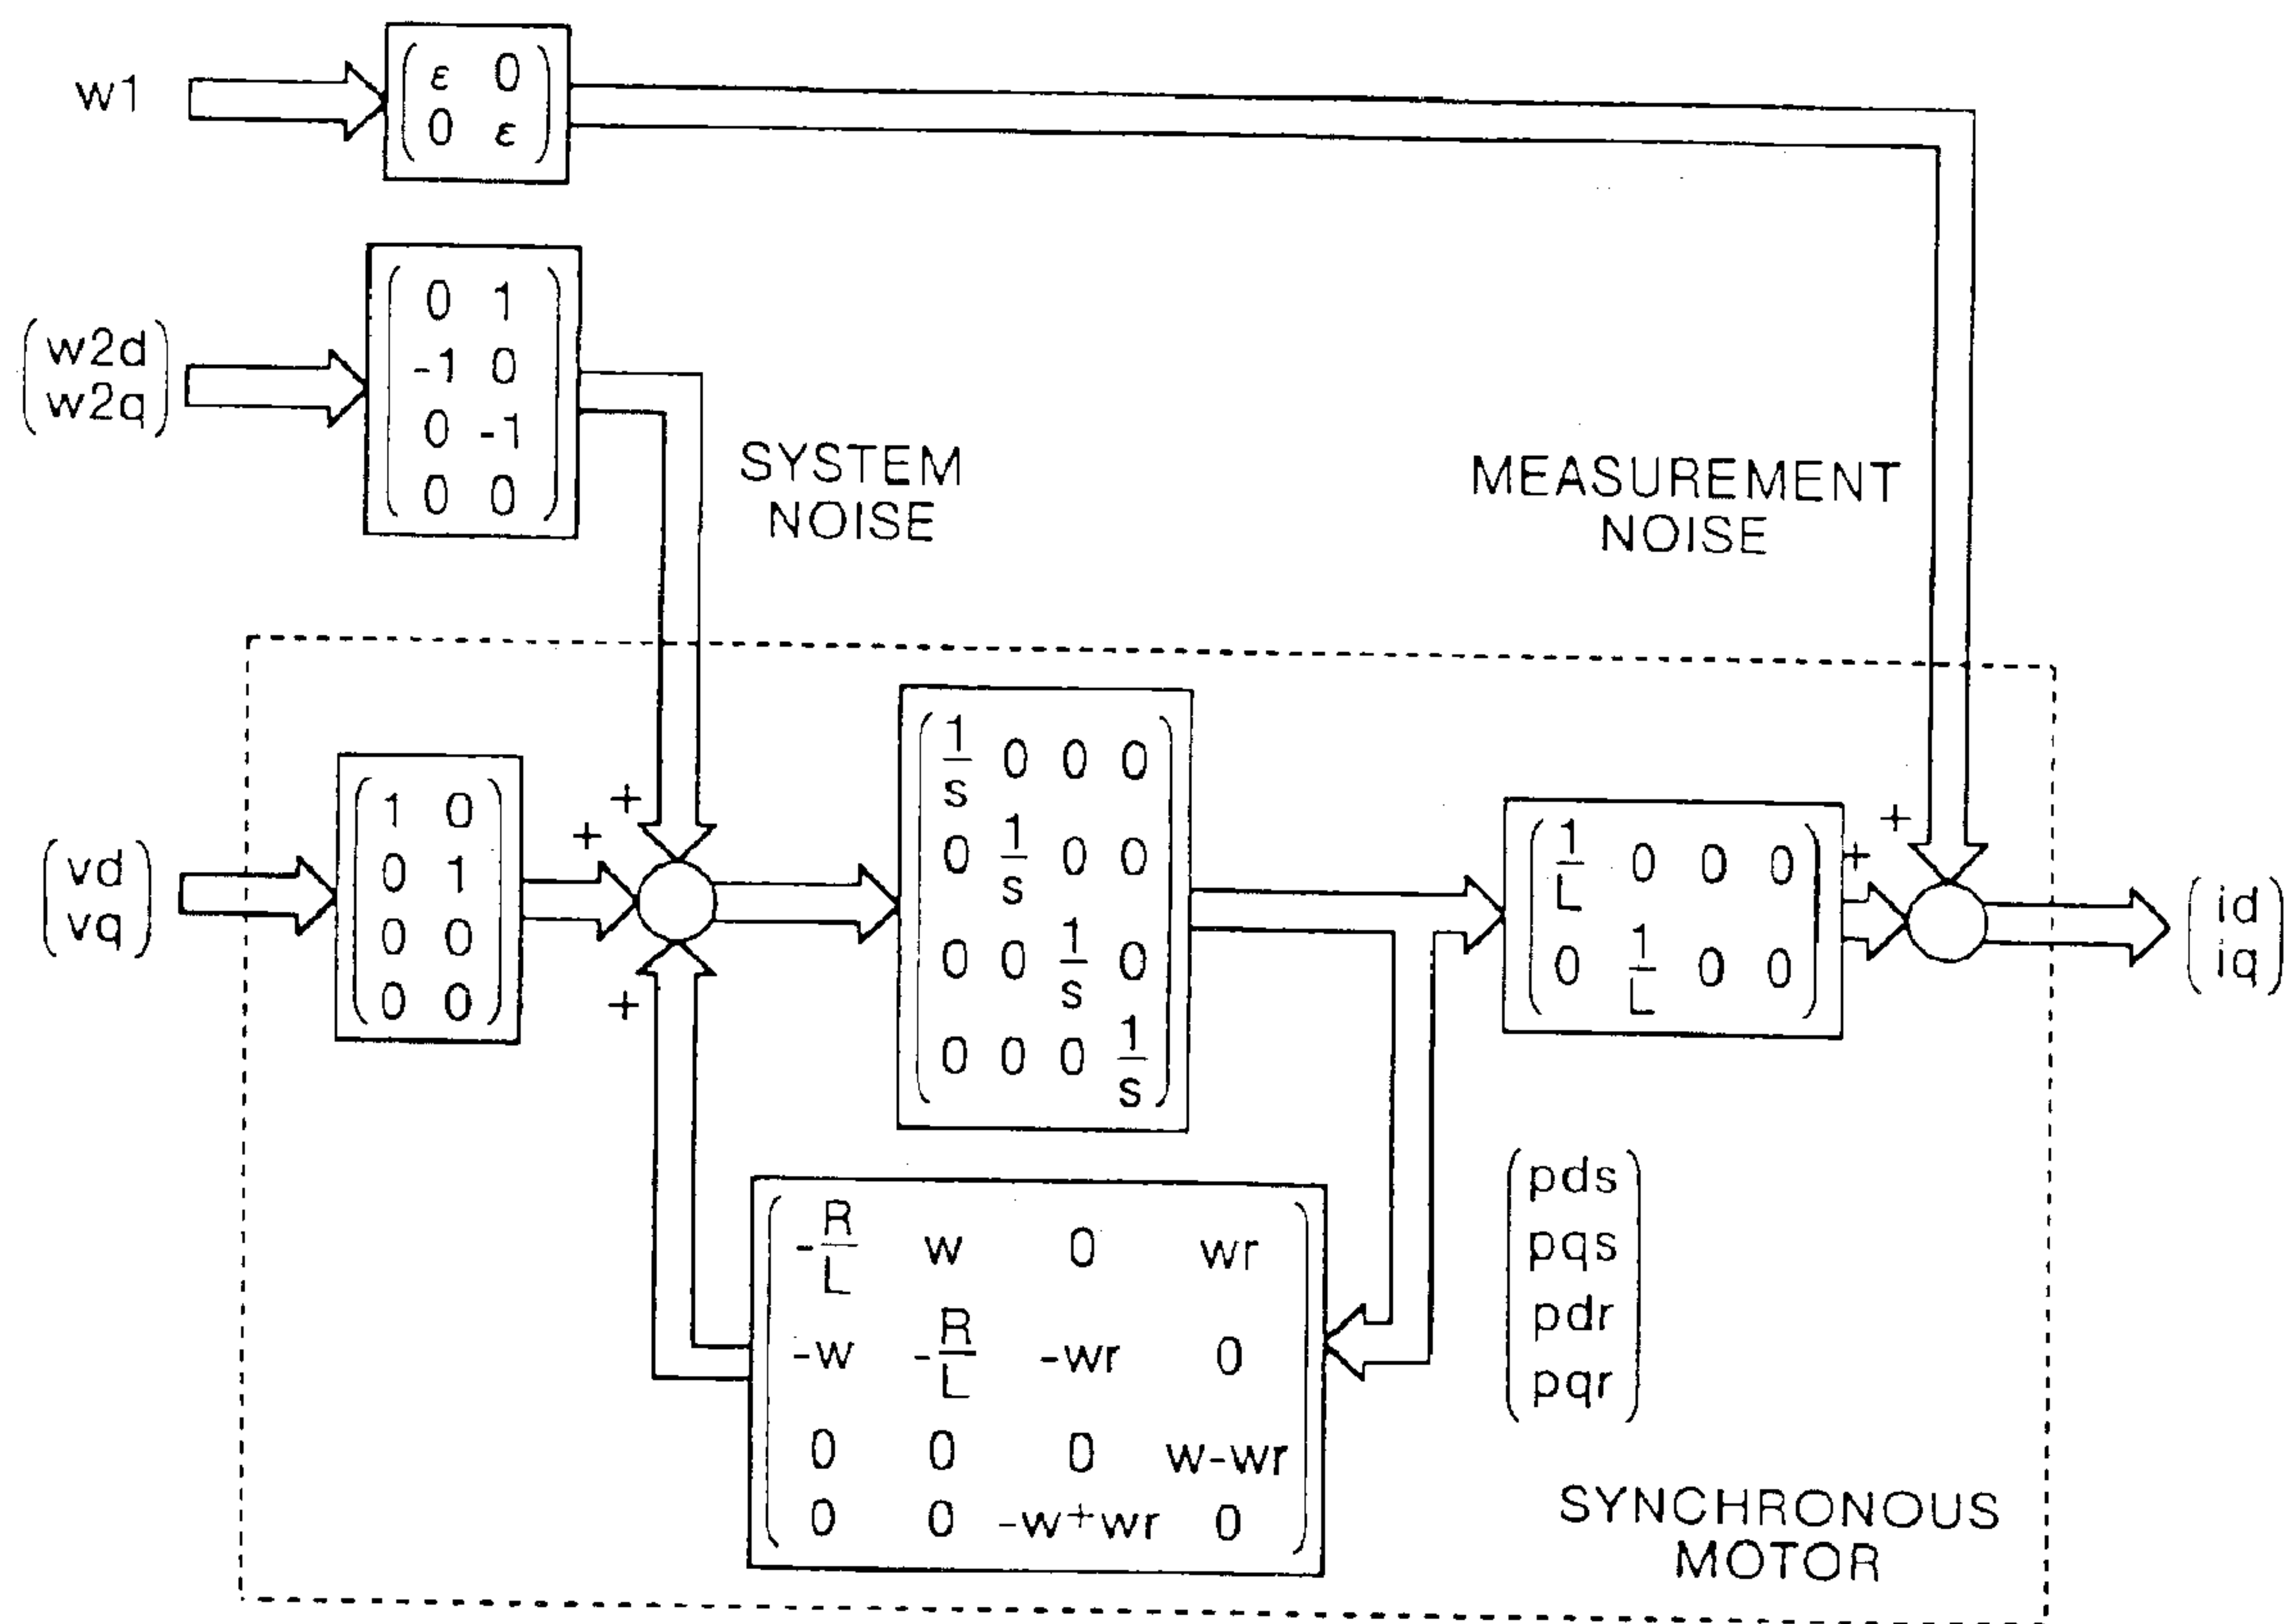 w1
ε 0
0 ε
w2d
w2q
0 1
-1 0
0 -1
0 0
SYSTEM
NOISE
MEASUREMENT
NOISE
vd
vq
1 0
0 1
0 0
0 0
+
+
+
1/s 0 0 0
0 1/s 0 0
0 0 1/s 0
0 0 0 1/s
1/L 0 0 0
0 1/L 0 0
+
+
id
iq
-R/L w 0 wr
-w -R/L -wr 0
0 0 0 w-wr
0 0 -w+wr 0
pds
pqs
pdr
pqr
SYNCHRONOUS
MOTOR